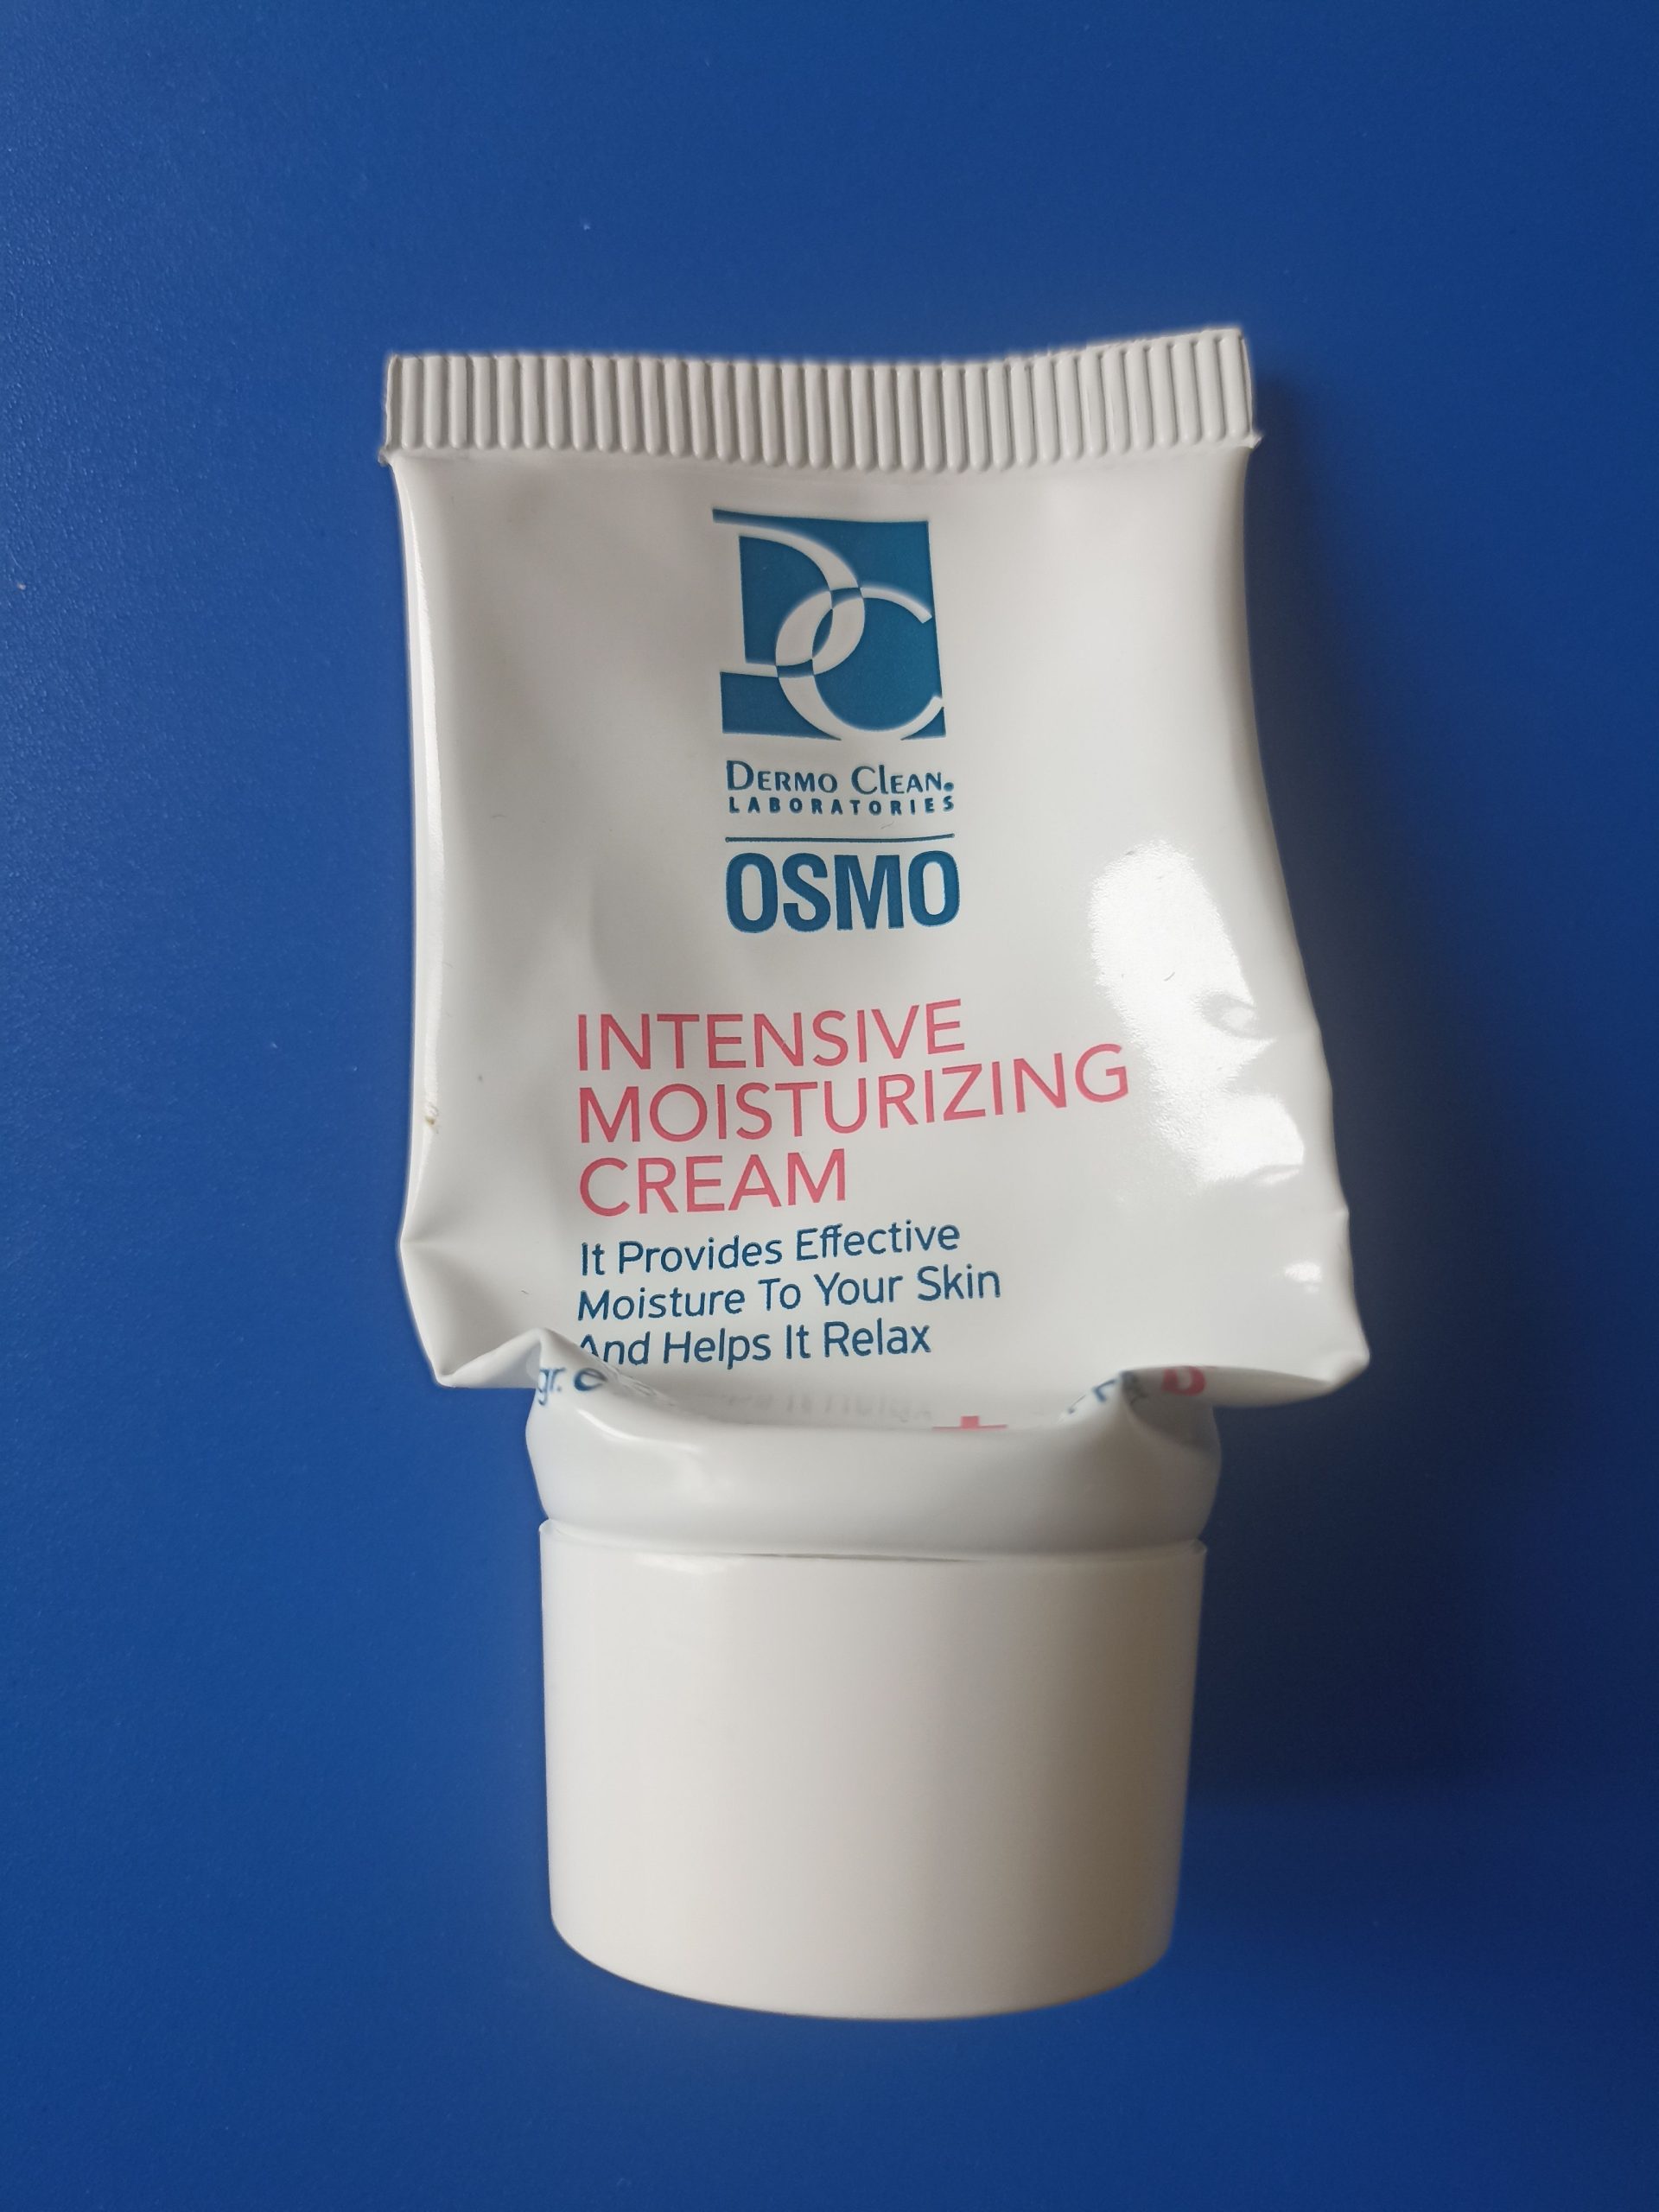 DC
DERMO CLEAN.
LABORATORIES
OSMO
INTENSIVE
MOISTURIZING
CREAM
It Provides Effective
Moisture To Your Skin
And Helps It Relax
gr. e